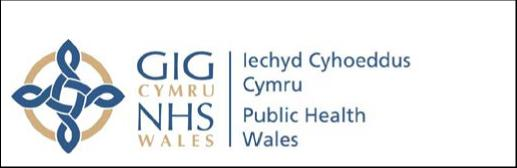 GIG
CYMRU
NHS
WALES
Iechyd Cyhoeddus
Cymru
Public Health
Wales